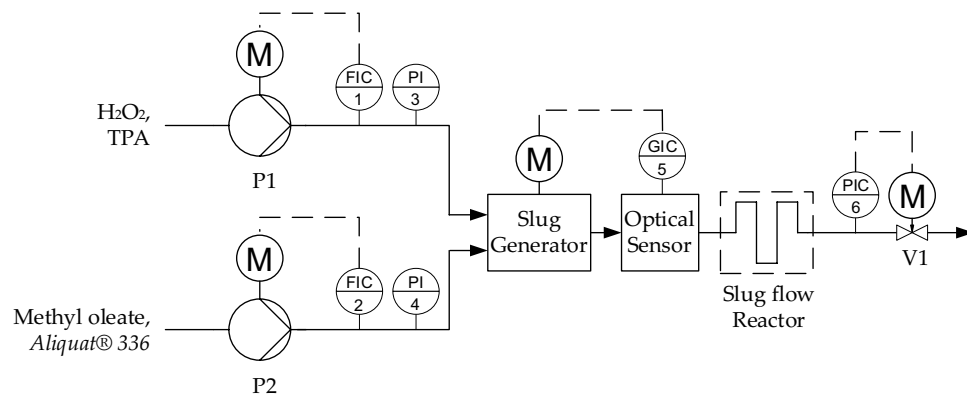 M
FIC
1
PI
3
H₂O₂,
TPA
P1
M
GIC
5
M
PIC
6
Slug
Generator
Optical
Sensor
V1
M
FIC
2
PI
4
Slug flow
Reactor
Methyl oleate,
Aliquat® 336
P2